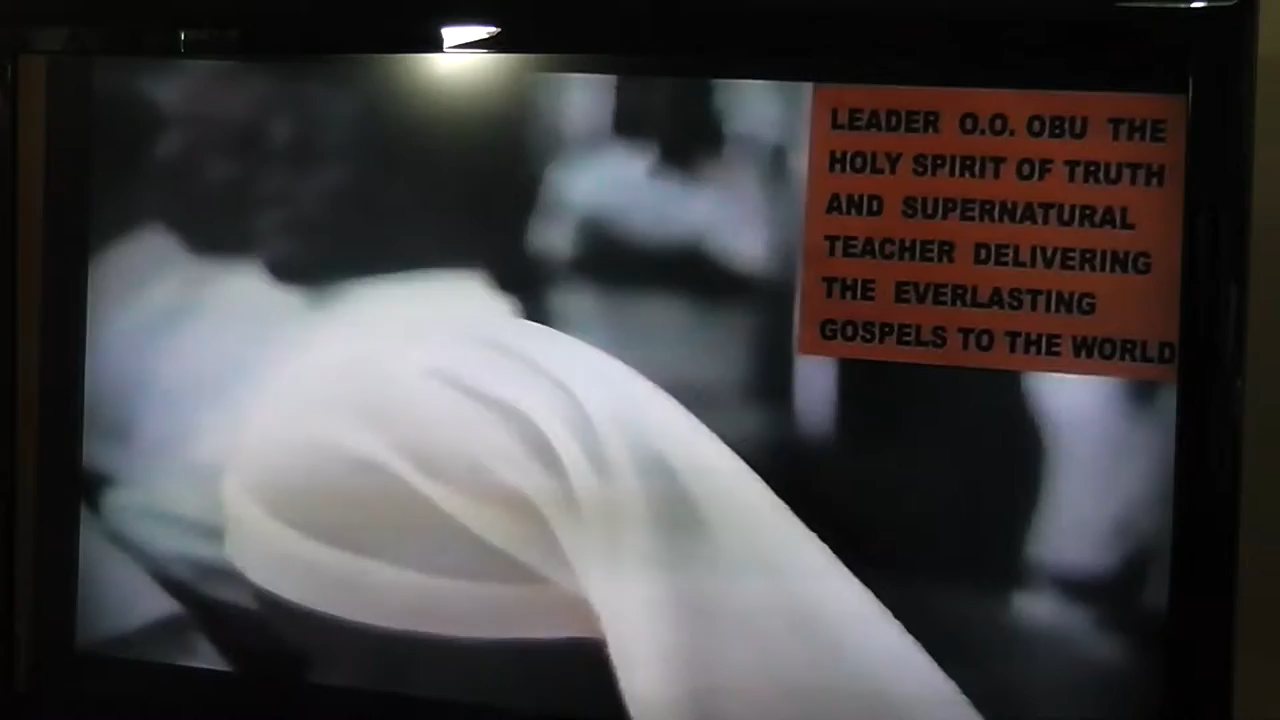 LEADER O.O. OBU THE
HOLY SPIRIT OF TRUTH
AND SUPERNATURAL
TEACHER DELIVERING
THE EVERLASTING
GOSPELS TO THE WORLD